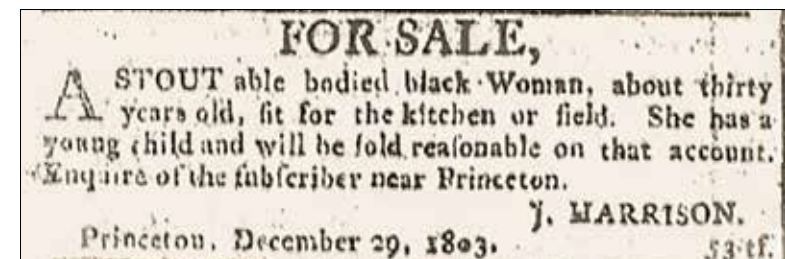 FOR SALE,
A STOUT able bodied black Woman, about thirty
years old, fit for the kitchen or field. She has a
young child and will be ſold reaſonable on that account.
Enquire of the ſubſcriber near Princeton.
J. HARRISON.
Princeton, December 29, 1803. 53 tf.